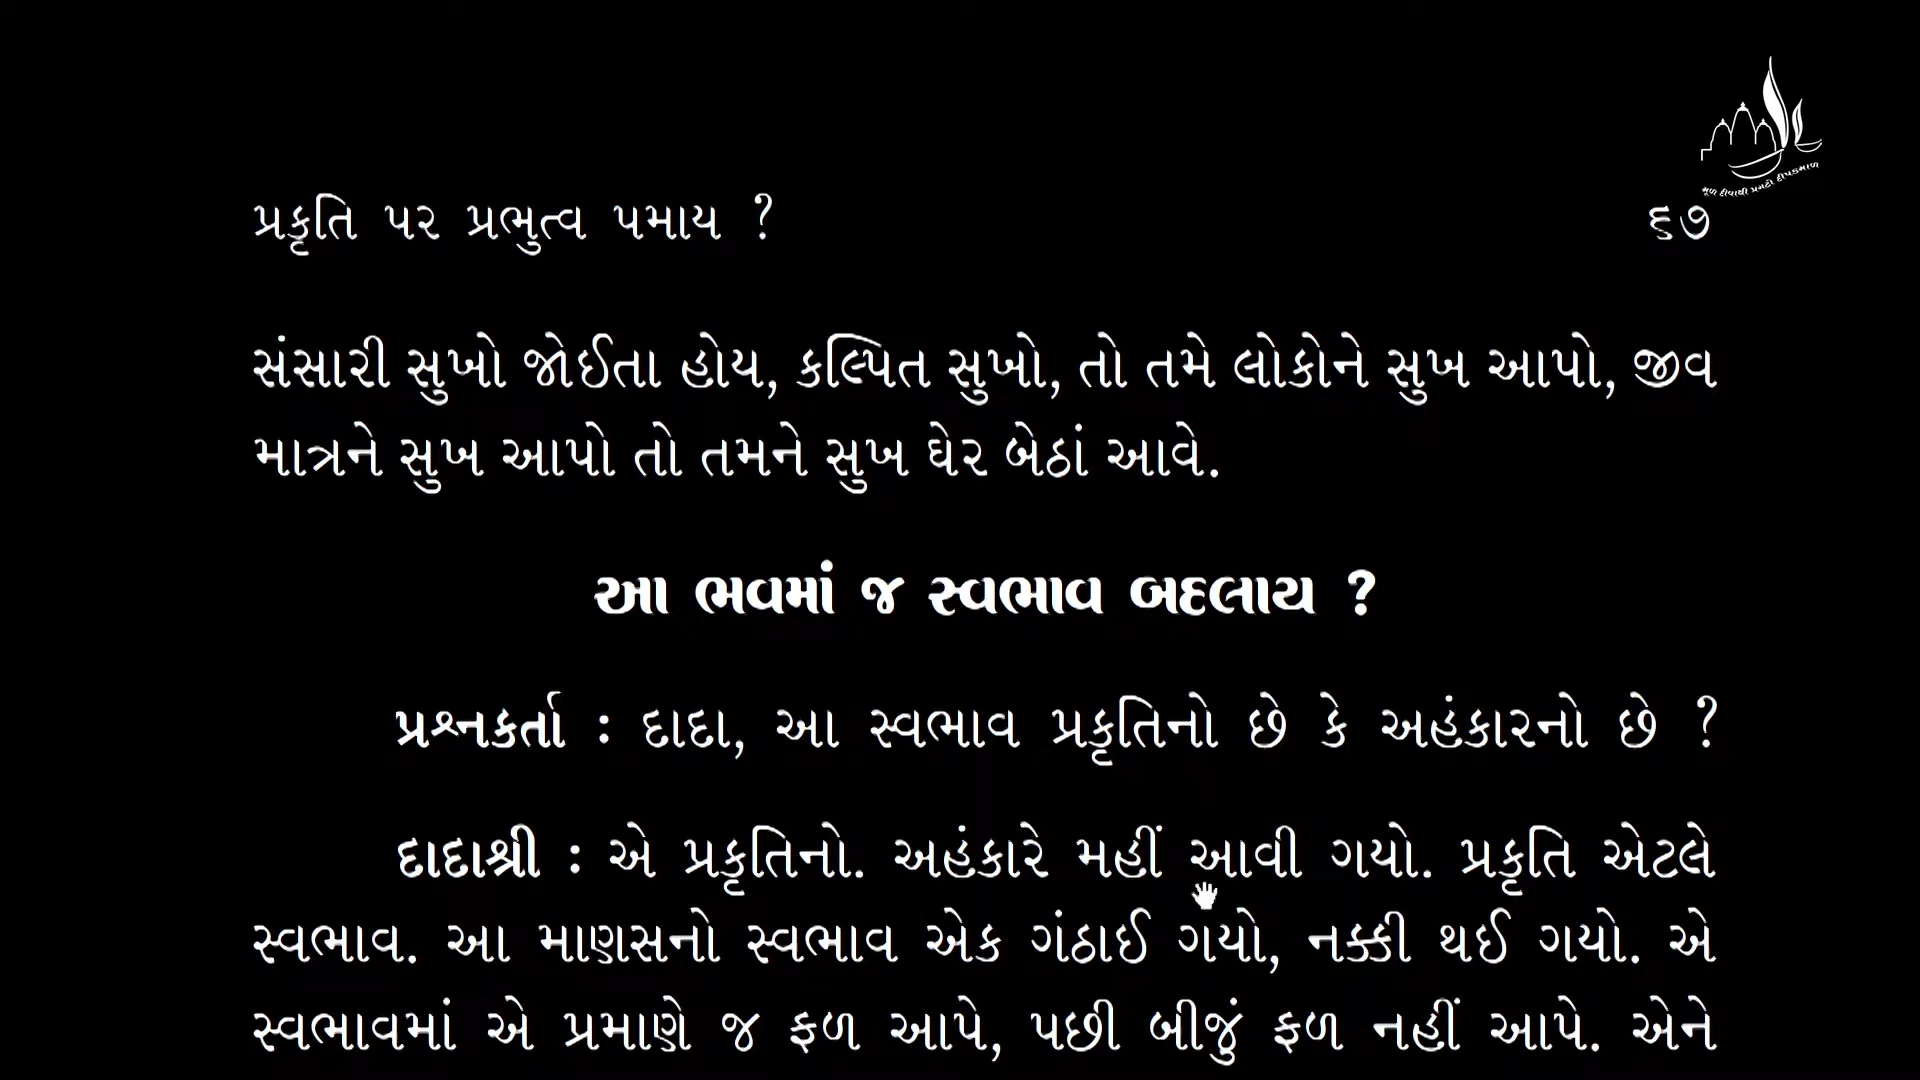 મૂળ દીવાથી પ્રગટી દીપકમાળ
પ્રકૃતિ પર પ્રભુત્વ પમાય ? ૬૭
સંસારી સુખો જોઈતા હોય, કલ્પિત સુખો, તો તમે લોકોને સુખ આપો, જીવ
માત્રને સુખ આપો તો તમને સુખ ઘેર બેઠાં આવે.
આ ભવમાં જ સ્વભાવ બદલાય ?
પ્રશ્નકર્તા : દાદા, આ સ્વભાવ પ્રકૃતિનો છે કે અહંકારનો છે ?
દાદાશ્રી : એ પ્રકૃતિનો. અહંકારે મહીં આવી ગયો. પ્રકૃતિ એટલે
સ્વભાવ. આ માણસનો સ્વભાવ એક ગંઠાઈ ગયો, નક્કી થઈ ગયો. એ
સ્વભાવમાં એ પ્રમાણે જ ફળ આપે, પછી બીજું ફળ નહીં આપે. એને